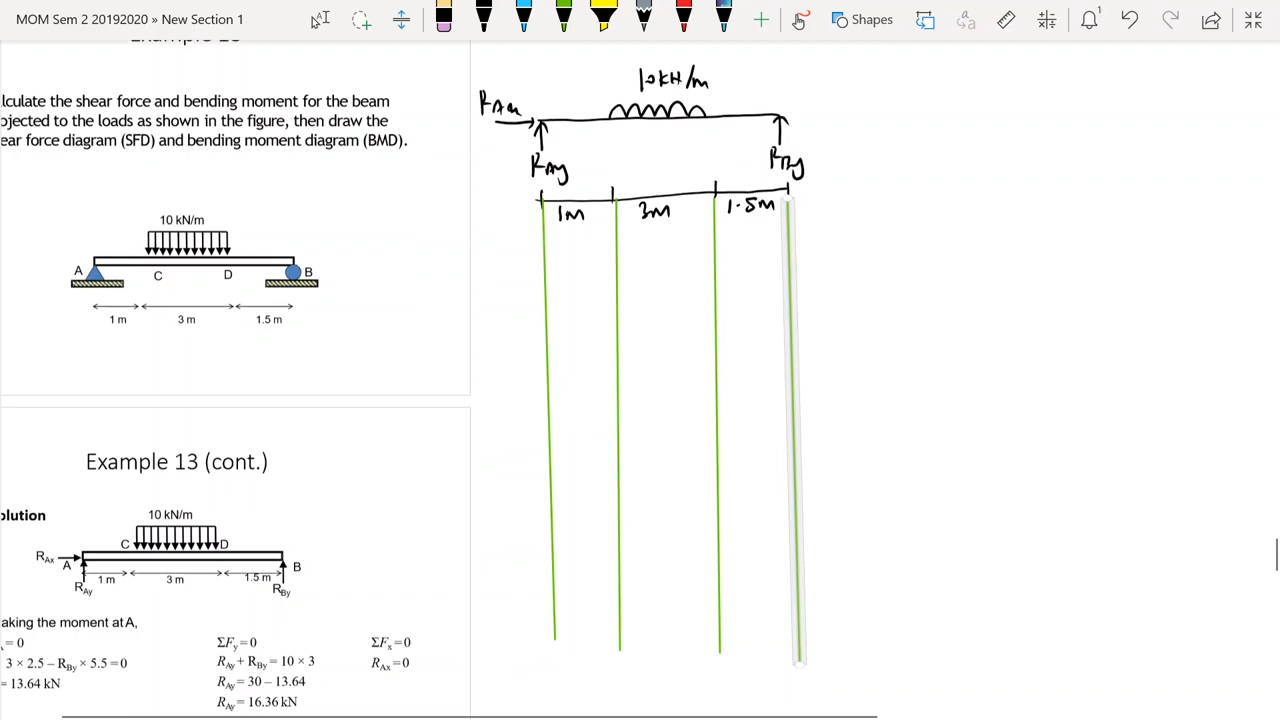 MOM Sem 2 20192020 » New Section 1
Shapes
1
lculate the shear force and bending moment for the beam
ojected to the loads as shown in the figure, then draw the
ear force diagram (SFD) and bending moment diagram (BMD).
10 kN/m
A
C
D
B
1 m
3 m
1.5 m
Example 13 (cont.)
olution
10 kN/m
C
D
RAx
A
B
1 m
3 m
1.5 m
RAy
RBy
aking the moment at A,
= 0
3 × 2.5 – RBy × 5.5 = 0
= 13.64 kN
ΣFy = 0
RAy + RBy = 10 × 3
RAy = 30 – 13.64
RAy = 16.36 kN
ΣFx = 0
RAx = 0
10kN/m
RAx
RAy
RBy
1m
3m
1.5m